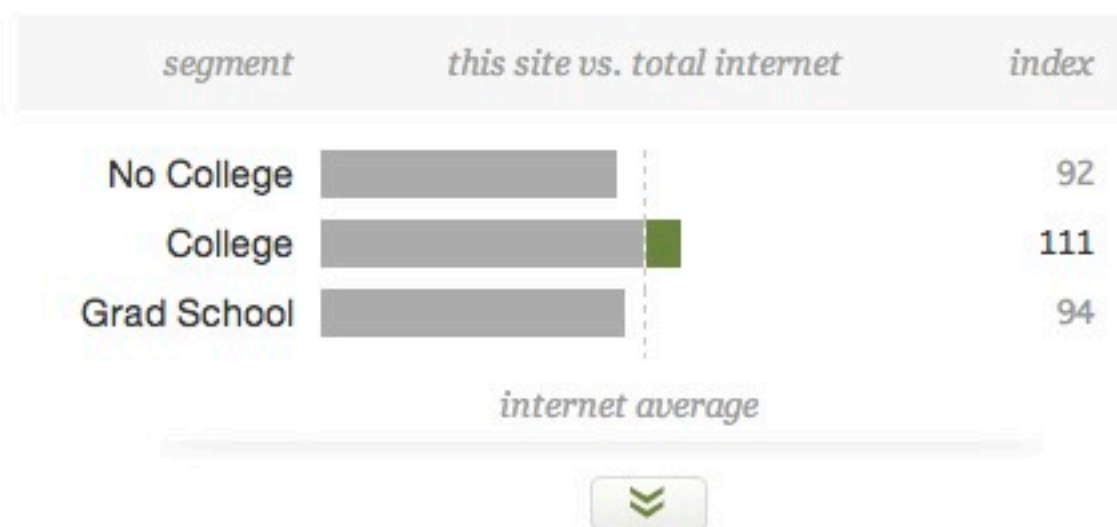 segment this site vs. total internet index
No College 92
College 111
Grad School 94
internet average